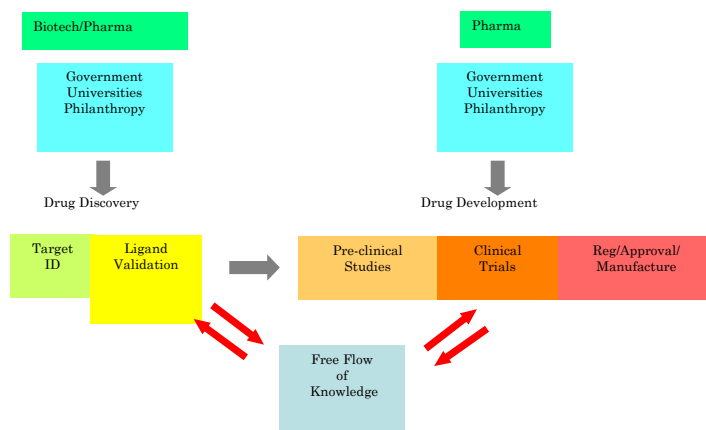 Biotech/Pharma
Pharma
Government
Universities
Philanthropy
Government
Universities
Philanthropy
Drug Discovery
Drug Development
Target
ID
Ligand
Validation
Pre-clinical
Studies
Clinical
Trials
Reg/Approval/
Manufacture
Free Flow
of
Knowledge